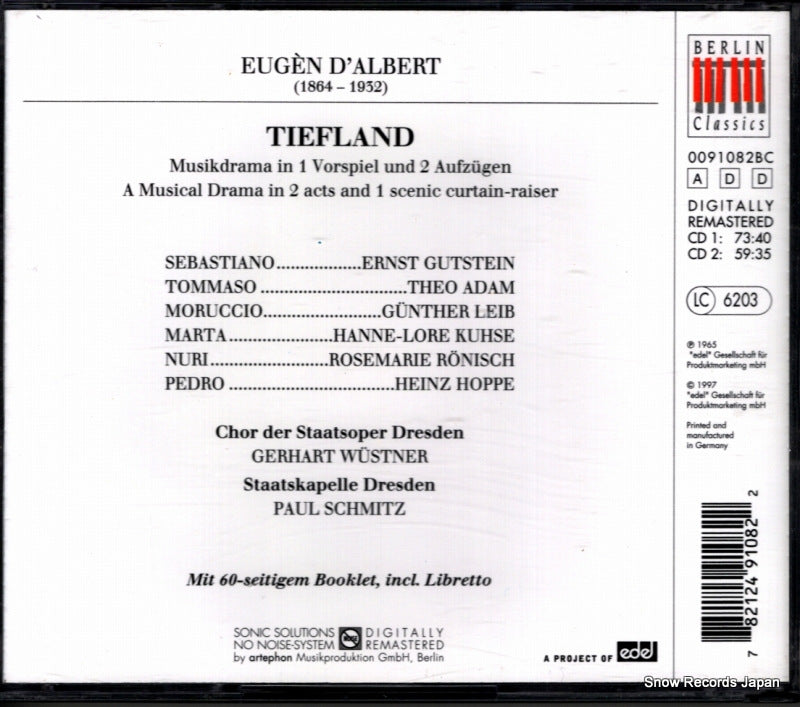 EUGÈN D'ALBERT
(1864 – 1932)
TIEFLAND
Musikdrama in 1 Vorspiel und 2 Aufzügen
A Musical Drama in 2 acts and 1 scenic curtain-raiser
SEBASTIANO..................ERNST GUTSTEIN
TOMMASO ................................THEO ADAM
MORUCCIO.........................GÜNTHER LEIB
MARTA......................HANNE-LORE KUHSE
NURI..........................ROSEMARIE RÖNISCH
PEDRO ...................................HEINZ HOPPE
Chor der Staatsoper Dresden
GERHART WÜSTNER
Staatskapelle Dresden
PAUL SCHMITZ
Mit 60-seitigem Booklet, incl. Libretto
SONIC SOLUTIONS
NO NOISE-SYSTEM
NOISE
DIGITALLY
REMASTERED
by artephon Musikproduktion GmbH, Berlin
A PROJECT OF edel
BERLIN
Classics
0091082BC
A D D
DIGITALLY
REMASTERED
CD 1: 73:40
CD 2: 59:35
LC 6203
℗ 1965
"edel" Gesellschaft für
Produktmarketing mbH
© 1997
"edel" Gesellschaft für
Produktmarketing mbH
Printed and
manufactured
in Germany
7 82124 91082 2
Snow Records Japan